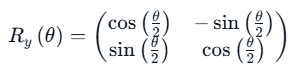 R_y (θ) = ( cos (θ/2)   − sin (θ/2)
sin (θ/2)   cos (θ/2) )